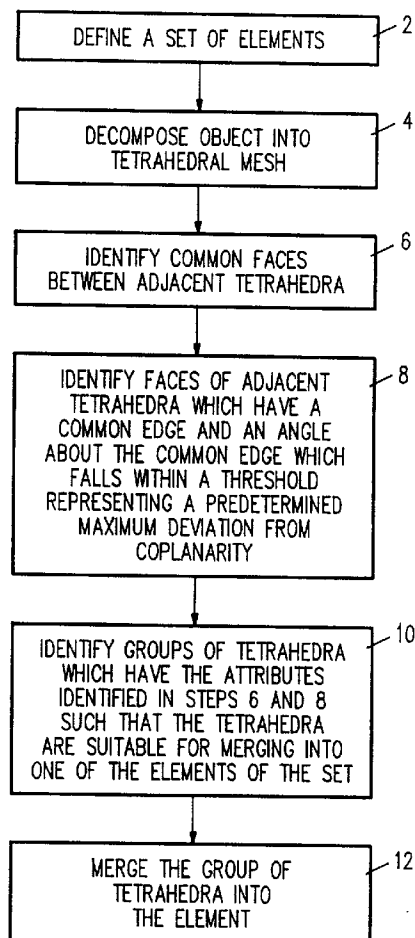 DEFINE A SET OF ELEMENTS
2
DECOMPOSE OBJECT INTO
TETRAHEDRAL MESH
4
IDENTIFY COMMON FACES
BETWEEN ADJACENT TETRAHEDRA
6
IDENTIFY FACES OF ADJACENT
TETRAHEDRA WHICH HAVE A
COMMON EDGE AND AN ANGLE
ABOUT THE COMMON EDGE WHICH
FALLS WITHIN A THRESHOLD
REPRESENTING A PREDETERMINED
MAXIMUM DEVIATION FROM
COPLANARITY
8
IDENTIFY GROUPS OF TETRAHEDRA
WHICH HAVE THE ATTRIBUTES
IDENTIFIED IN STEPS 6 AND 8
SUCH THAT THE TETRAHEDRA
ARE SUITABLE FOR MERGING INTO
ONE OF THE ELEMENTS OF THE SET
10
MERGE THE GROUP OF
TETRAHEDRA INTO
THE ELEMENT
12